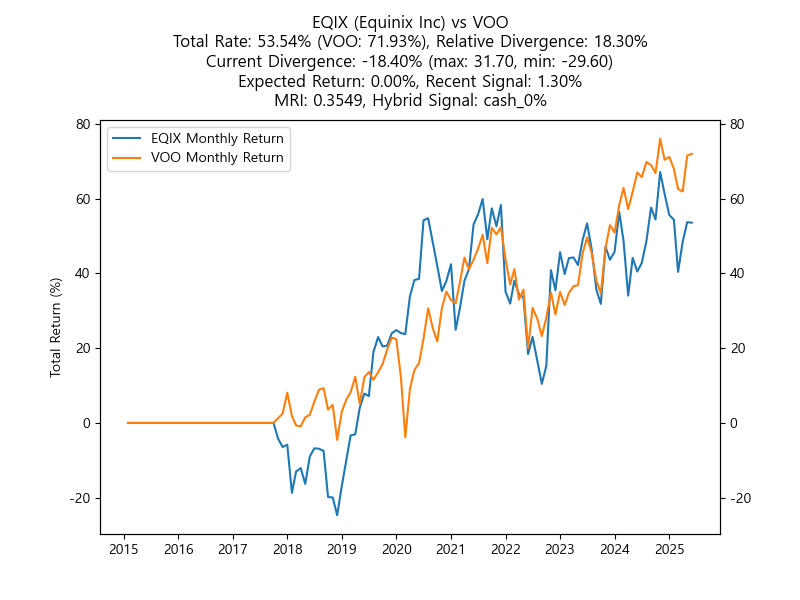 EQIX (Equinix Inc) vs VOO
Total Rate: 53.54% (VOO: 71.93%), Relative Divergence: 18.30%
Current Divergence: -18.40% (max: 31.70, min: -29.60)
Expected Return: 0.00%, Recent Signal: 1.30%
MRI: 0.3549, Hybrid Signal: cash_0%
EQIX Monthly Return
VOO Monthly Return
Total Return (%)
80
60
40
20
0
-20
80
60
40
20
0
-20
2015 2016 2017 2018 2019 2020 2021 2022 2023 2024 2025